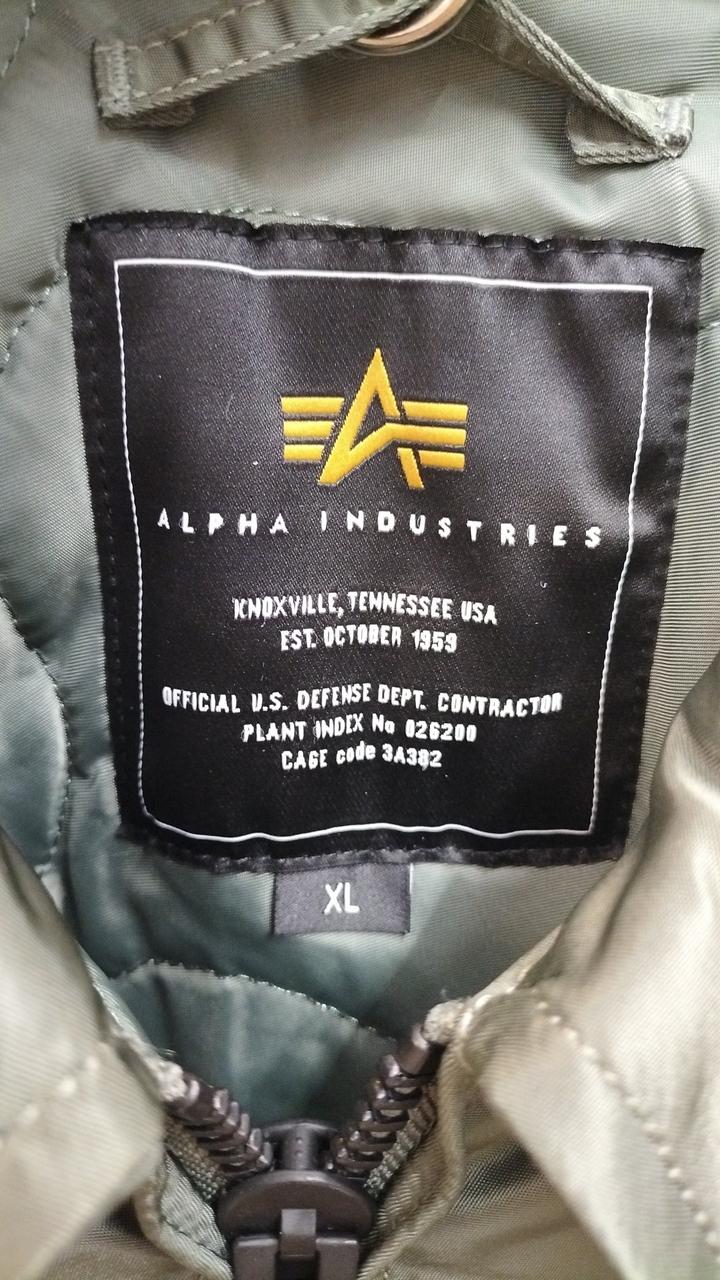 ALPHA INDUSTRIES
KNOXVILLE, TENNESSEE USA
EST. OCTOBER 1959
OFFICIAL U.S. DEFENSE DEPT. CONTRACTOR
PLANT INDEX No 026200
CAGE code 3A382
XL